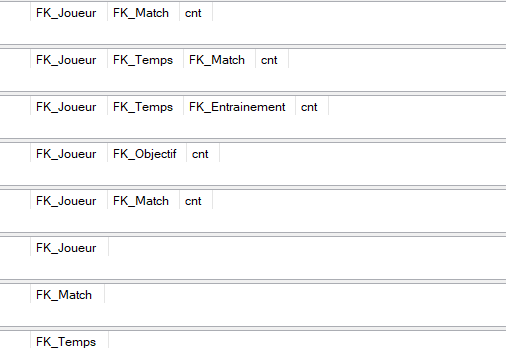 FK_Joueur FK_Match cnt
FK_Joueur FK_Temps FK_Match cnt
FK_Joueur FK_Temps FK_Entrainement cnt
FK_Joueur FK_Objectif cnt
FK_Joueur FK_Match cnt
FK_Joueur
FK_Match
FK_Temps